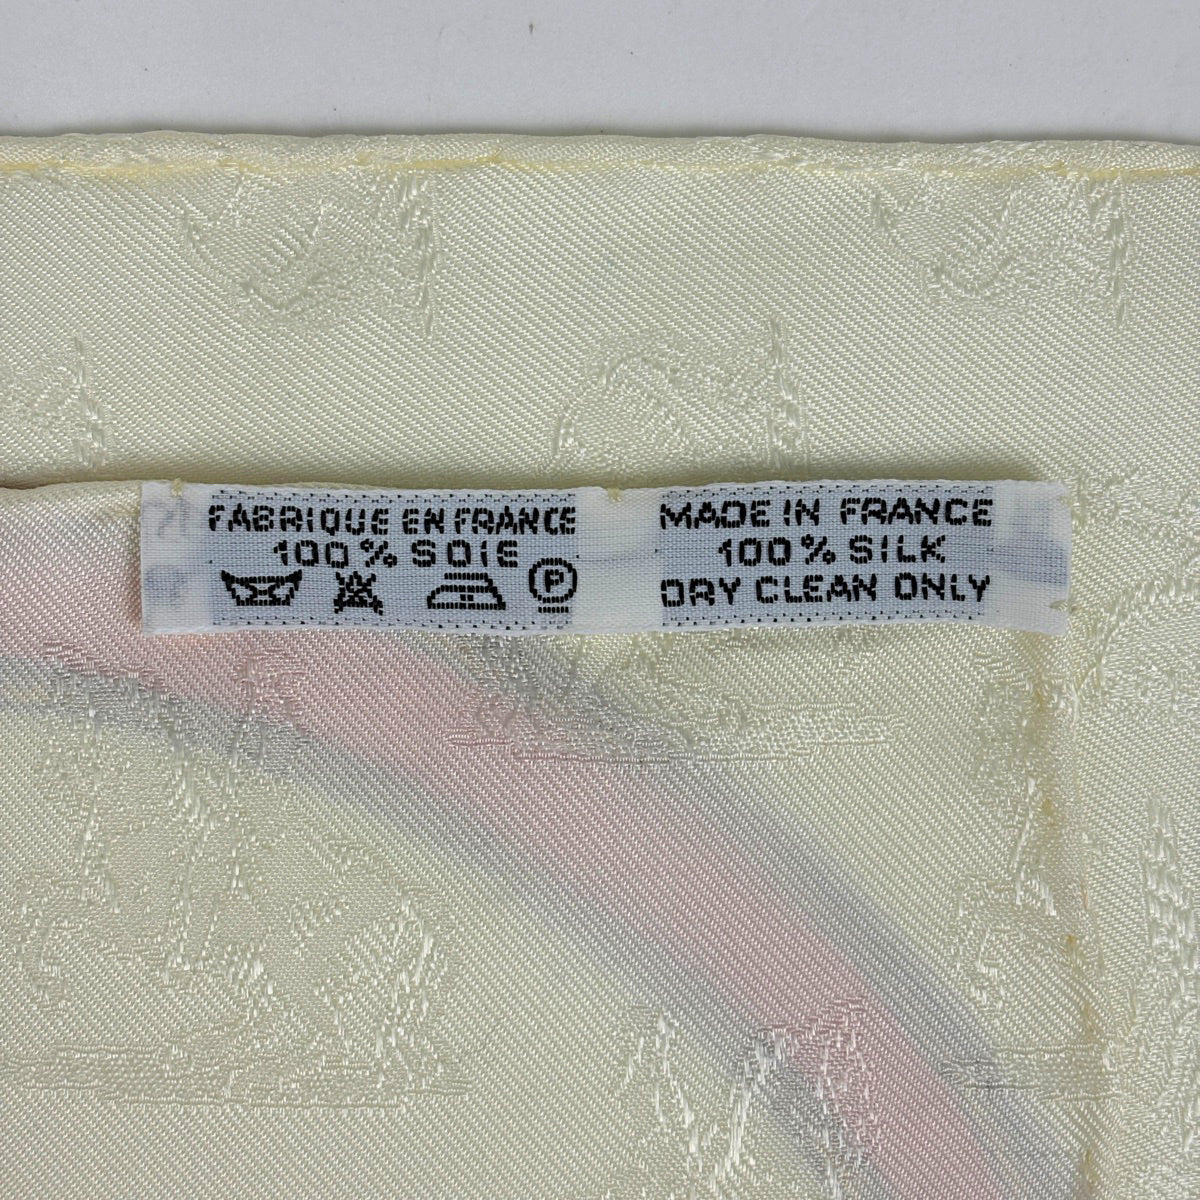 FABRIQUE EN FRANCE
100% SOIE
P
MADE IN FRANCE
100% SILK
DRY CLEAN ONLY